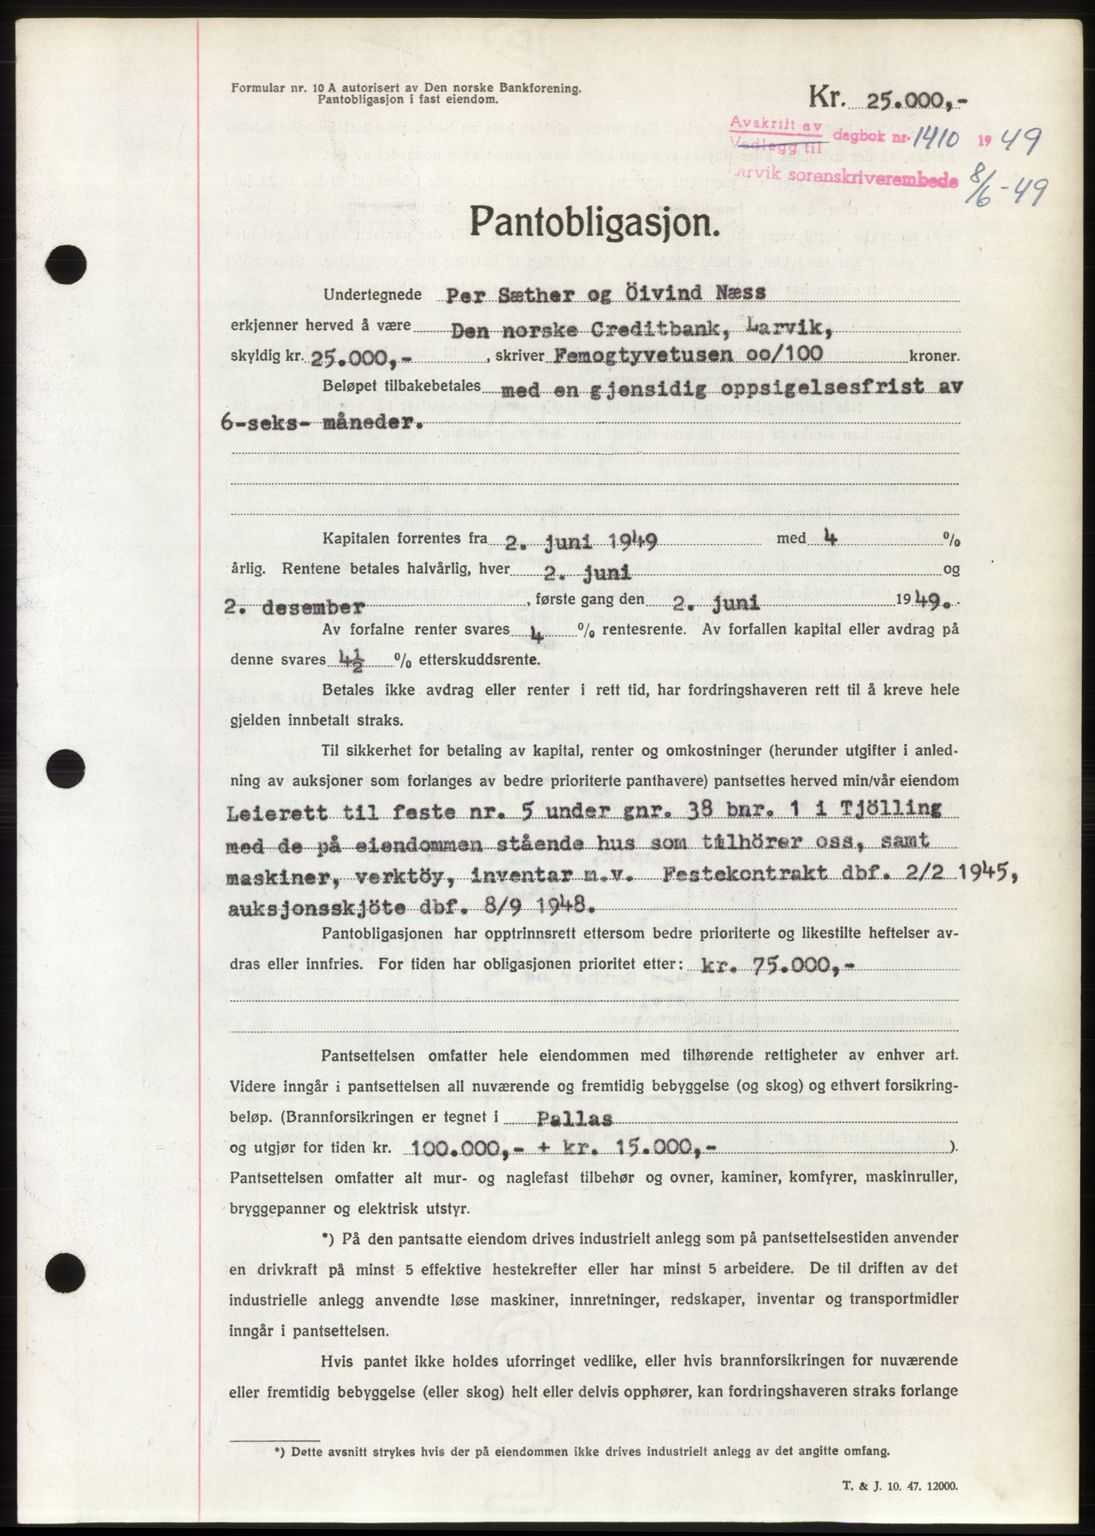 Formular nr. 10 A autorisert av Den norske Bankforening.
Pantobligasjon i fast eiendom.
Kr. 25.000,-
Avskrift av
Vedlegg til dagbok nr. 1410 1949
Larvik sorenskriverembede 8/6-49
Pantobligasjon.
Undertegnede Per Sæther og Öivind Næss
erkjenner herved å være Den norske Creditbank, Larvik,
skyldig kr. 25.000,- , skriver Femogtyvetusen oo/100 kroner.
Beløpet tilbakebetales med en gjensidig oppsigelsesfrist av
6-seks- måneder.
Kapitalen forrentes fra 2. juni 1949 med 4 %
årlig. Rentene betales halvårlig, hver 2. juni og
2. desember , første gang den 2. juni 1949.
Av forfalne renter svares 4 % rentesrente. Av forfallen kapital eller avdrag på
denne svares 4½ % etterskuddsrente.
Betales ikke avdrag eller renter i rett tid, har fordringshaveren rett til å kreve hele
gjelden innbetalt straks.
Til sikkerhet for betaling av kapital, renter og omkostninger (herunder utgifter i anled-
ning av auksjoner som forlanges av bedre prioriterte panthavere) pantsettes herved min/vår eiendom
Leierett til feste nr. 5 under gnr. 38 bnr. 1 i Tjölling
med de på eiendommen stående hus som tilhörer oss, samt
maskiner, verktöy, inventar m.v. Festekontrakt dbf. 2/2 1945,
auksjonsskjöte dbf. 8/9 1948.
Pantobligasjonen har opptrinnsrett ettersom bedre prioriterte og likestilte heftelser av-
dras eller innfries. For tiden har obligasjonen prioritet etter: kr. 75.000,-
Pantsettelsen omfatter hele eiendommen med tilhørende rettigheter av enhver art.
Videre inngår i pantsettelsen all nuværende og fremtidig bebyggelse (og skog) og ethvert forsikring-
beløp. (Brannforsikringen er tegnet i Pallas
og utgjør for tiden kr. 100.000,- + kr. 15.000,- ).
Pantsettelsen omfatter alt mur- og naglefast tilbehør og ovner, kaminer, komfyrer, maskinruller,
bryggepanner og elektrisk utstyr.
*) På den pantsatte eiendom drives industrielt anlegg som på pantsettelsestiden anvender
en drivkraft på minst 5 effektive hestekrefter eller har minst 5 arbeidere. De til driften av det
industrielle anlegg anvendte løse maskiner, innretninger, redskaper, inventar og transportmidler
inngår i pantsettelsen.
Hvis pantet ikke holdes uforringet vedlike, eller hvis brannforsikringen for nuværende
eller fremtidig bebyggelse (eller skog) helt eller delvis opphører, kan fordringshaveren straks forlange
*) Dette avsnitt strykes hvis der på eiendommen ikke drives industrielt anlegg av det angitte omfang.
T. & J. 10. 47. 12000.